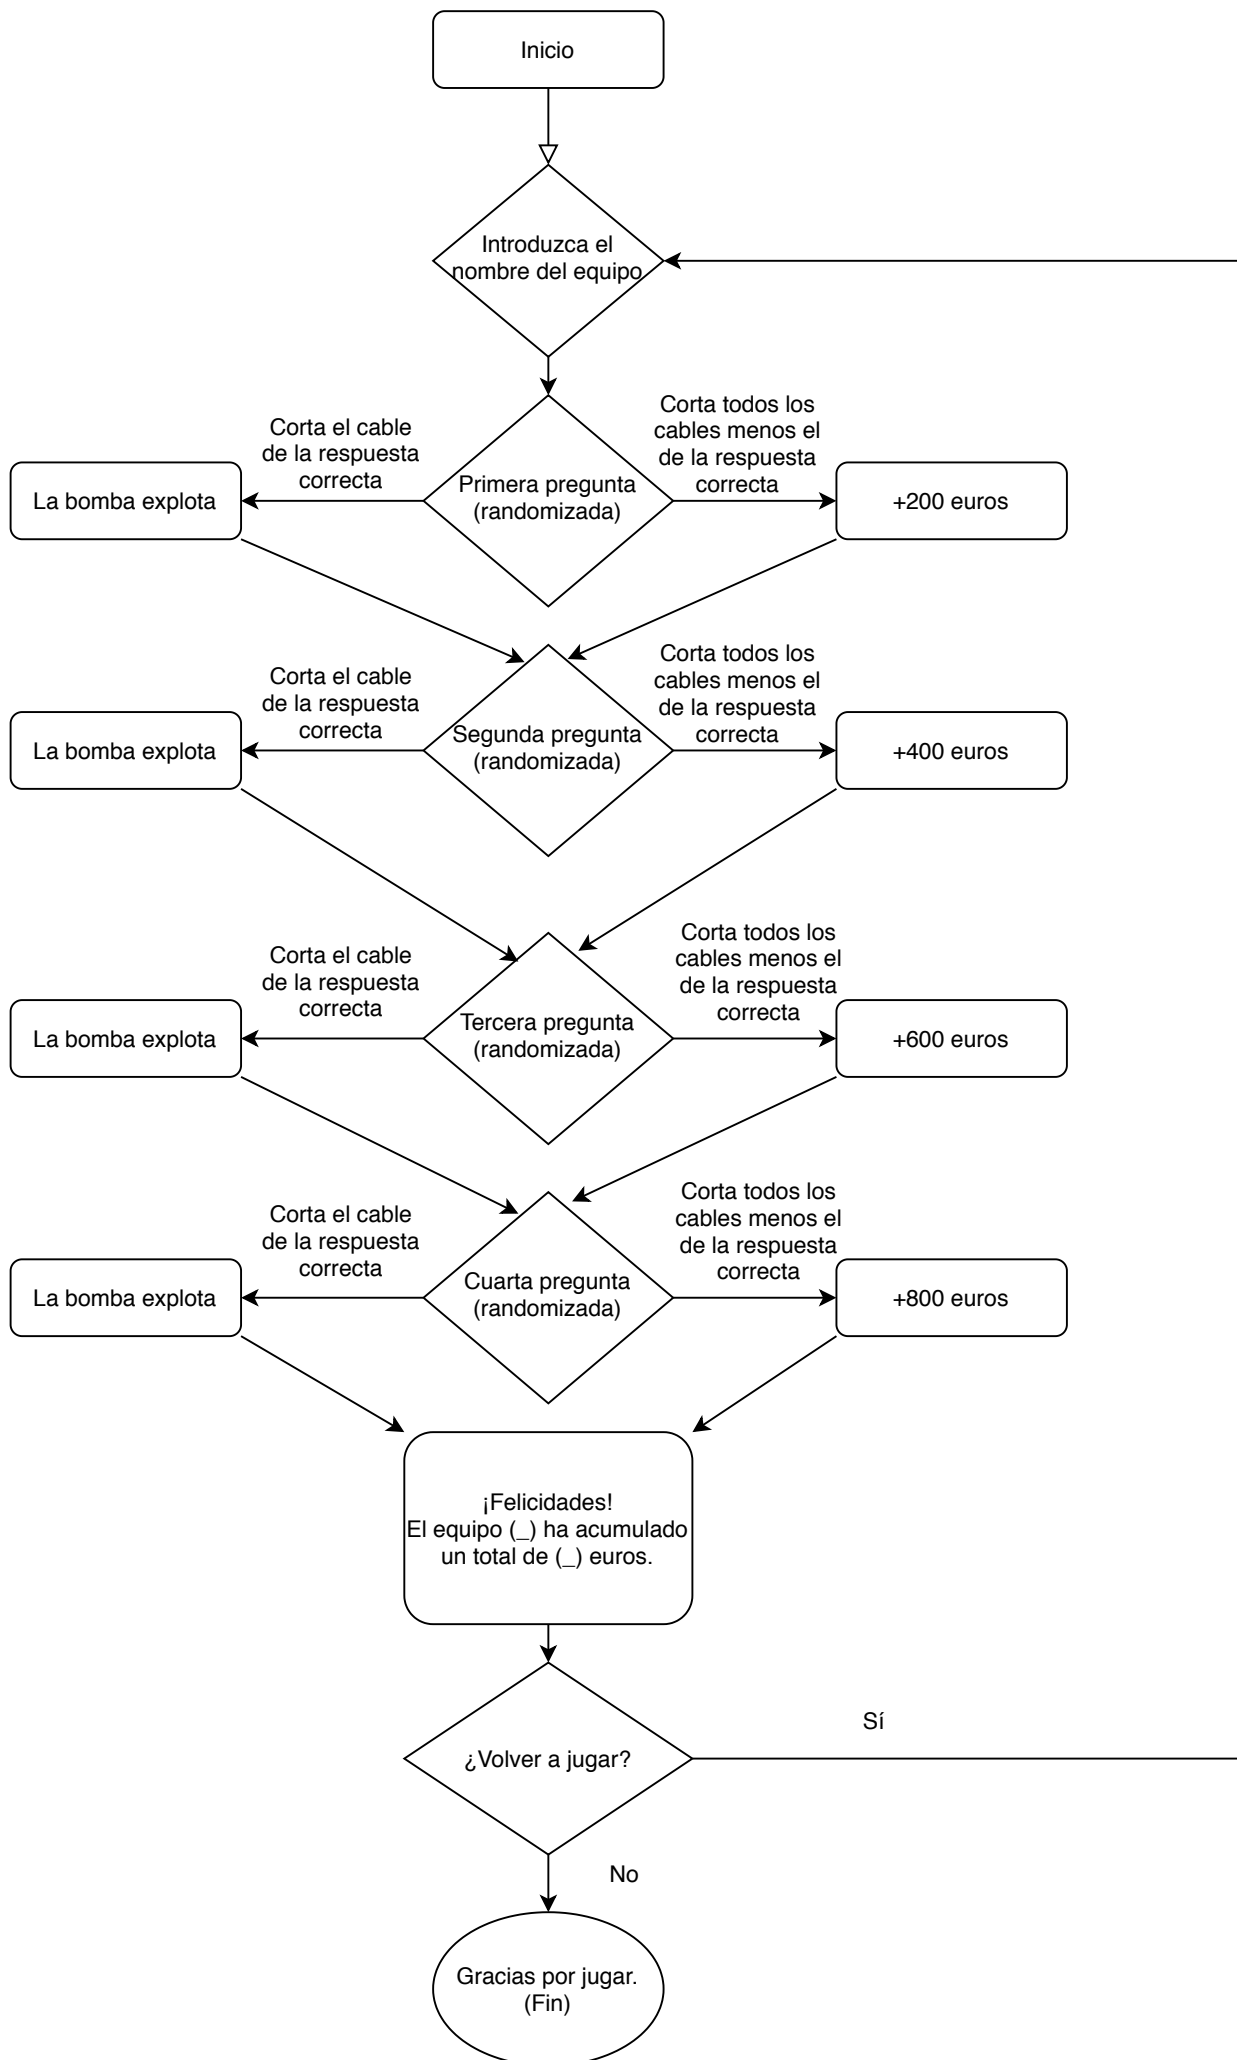 Inicio
Introduzca el
nombre del equipo
Corta el cable
de la respuesta
correcta
Corta todos los
cables menos el
de la respuesta
correcta
La bomba explota
Primera pregunta
(randomizada)
+200 euros
Corta el cable
de la respuesta
correcta
Corta todos los
cables menos el
de la respuesta
correcta
La bomba explota
Segunda pregunta
(randomizada)
+400 euros
Corta el cable
de la respuesta
correcta
Corta todos los
cables menos el
de la respuesta
correcta
La bomba explota
Tercera pregunta
(randomizada)
+600 euros
Corta el cable
de la respuesta
correcta
Corta todos los
cables menos el
de la respuesta
correcta
La bomba explota
Cuarta pregunta
(randomizada)
+800 euros
¡Felicidades!
El equipo (_) ha acumulado
un total de (_) euros.
¿Volver a jugar?
Sí
No
Gracias por jugar.
(Fin)